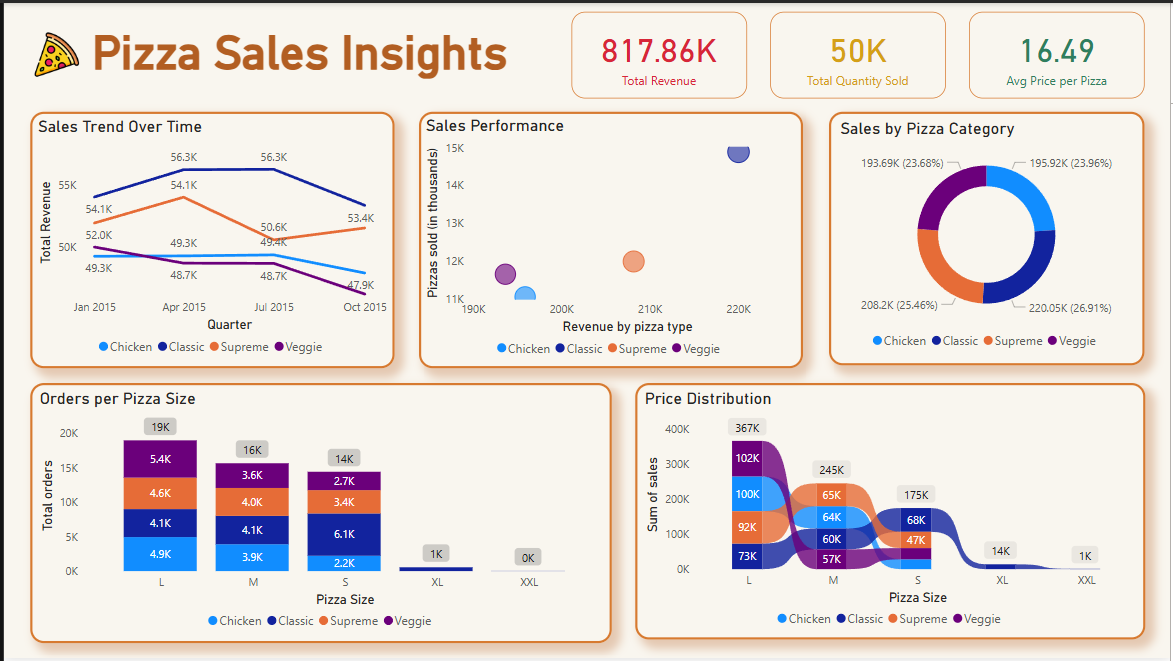 Pizza Sales Insights
817.86K
Total Revenue
50K
Total Quantity Sold
16.49
Avg Price per Pizza
Sales Trend Over Time
Total Revenue
55K
50K
54.1K
56.3K
56.3K
53.4K
52.0K
54.1K
50.6K
49.3K
49.3K
49.4K
47.9K
48.7K
48.7K
Jan 2015 Apr 2015 Jul 2015 Oct 2015
Quarter
Chicken Classic Supreme Veggie
Sales Performance
Pizzas sold (in thousands)
15K
14K
13K
12K
11K
190K 200K 210K 220K
Revenue by pizza type
Chicken Classic Supreme Veggie
Sales by Pizza Category
193.69K (23.68%)
195.92K (23.96%)
208.2K (25.46%)
220.05K (26.91%)
Chicken Classic Supreme Veggie
Orders per Pizza Size
Total orders
20K
15K
10K
5K
0K
19K
5.4K
4.6K
4.1K
4.9K
16K
3.6K
4.0K
4.1K
3.9K
14K
2.7K
3.4K
6.1K
2.2K
1K
0K
L M S XL XXL
Pizza Size
Chicken Classic Supreme Veggie
Price Distribution
Sum of sales
400K
300K
200K
100K
0K
367K
102K
100K
92K
73K
245K
65K
64K
60K
57K
175K
68K
47K
14K
1K
L M S XL XXL
Pizza Size
Chicken Classic Supreme Veggie